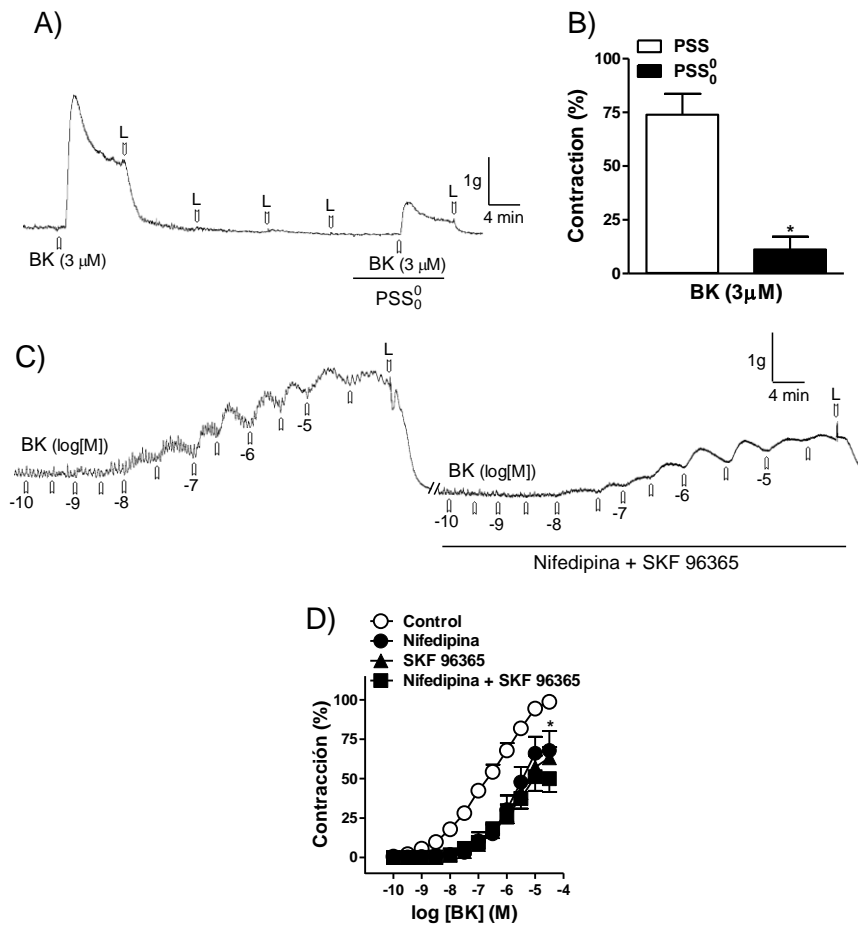 A)
L
L
L
L
L
1g
4 min
BK (3 μM)
BK (3 μM)
PSS⁰₀
B)
PSS
PSS⁰₀
Contraction (%)
100
75
50
25
0
*
BK (3μM)
C)
L
1g
4 min
L
BK (log[M])
-10 -9 -8 -7 -6 -5
BK (log[M])
-10 -9 -8 -7 -6 -5
Nifedipina + SKF 96365
D)
Control
Nifedipina
SKF 96365
Nifedipina + SKF 96365
Contracción (%)
100
75
50
25
0
*
-10 -9 -8 -7 -6 -5 -4
log [BK] (M)